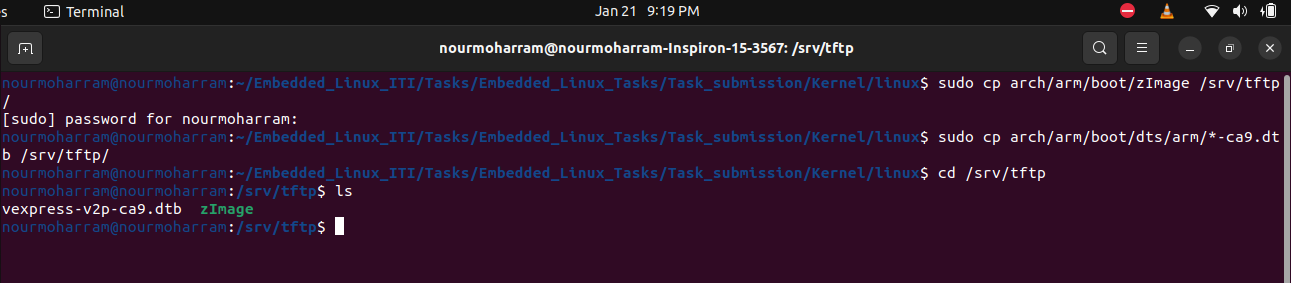 s Terminal Jan 21 9:19 PM
nourmoharram@nourmoharram-Inspiron-15-3567: /srv/tftp
nourmoharram@nourmoharram:~/Embedded_Linux_ITI/Tasks/Embedded_Linux_Tasks/Task_submission/Kernel/linux$ sudo cp arch/arm/boot/zImage /srv/tftp
/
[sudo] password for nourmoharram:
nourmoharram@nourmoharram:~/Embedded_Linux_ITI/Tasks/Embedded_Linux_Tasks/Task_submission/Kernel/linux$ sudo cp arch/arm/boot/dts/arm/*-ca9.dt
b /srv/tftp/
nourmoharram@nourmoharram:~/Embedded_Linux_ITI/Tasks/Embedded_Linux_Tasks/Task_submission/Kernel/linux$ cd /srv/tftp
nourmoharram@nourmoharram:/srv/tftp$ ls
vexpress-v2p-ca9.dtb  zImage
nourmoharram@nourmoharram:/srv/tftp$